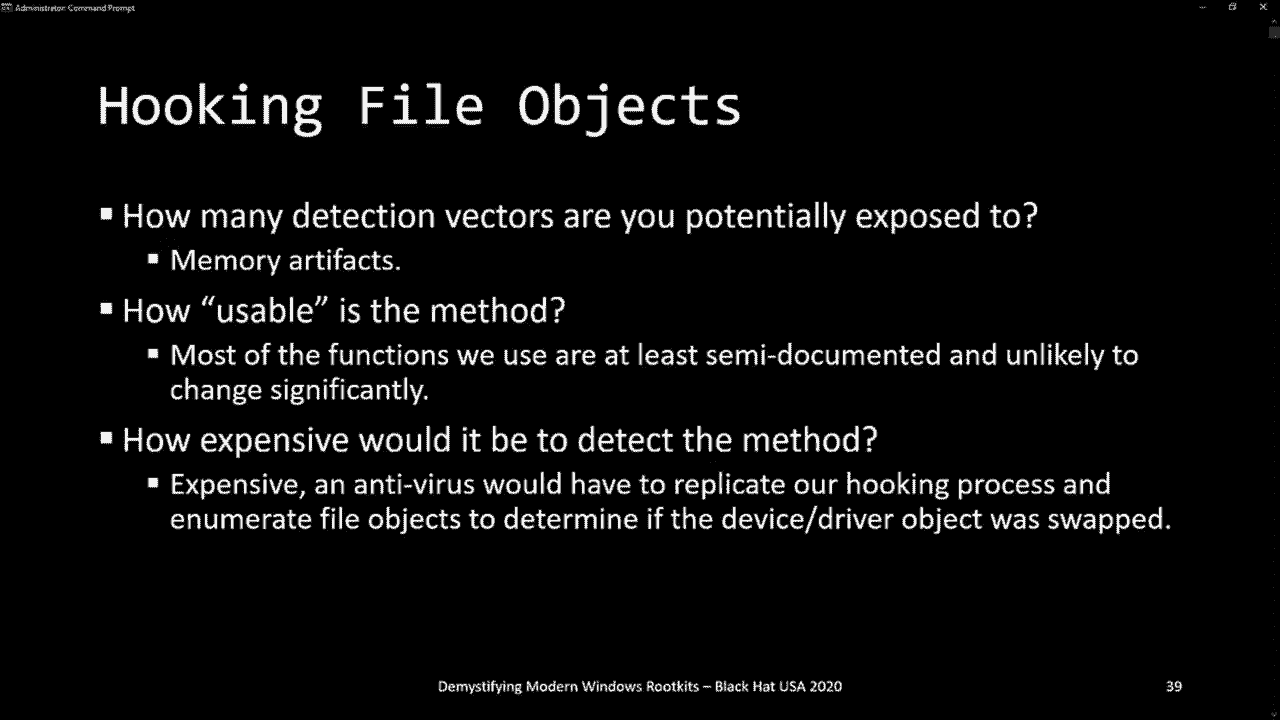 Administrator: Command Prompt
Hooking File Objects
▪ How many detection vectors are you potentially exposed to?
▪ Memory artifacts.
▪ How “usable” is the method?
▪ Most of the functions we use are at least semi-documented and unlikely to
change significantly.
▪ How expensive would it be to detect the method?
▪ Expensive, an anti-virus would have to replicate our hooking process and
enumerate file objects to determine if the device/driver object was swapped.
Demystifying Modern Windows Rootkits – Black Hat USA 2020
39